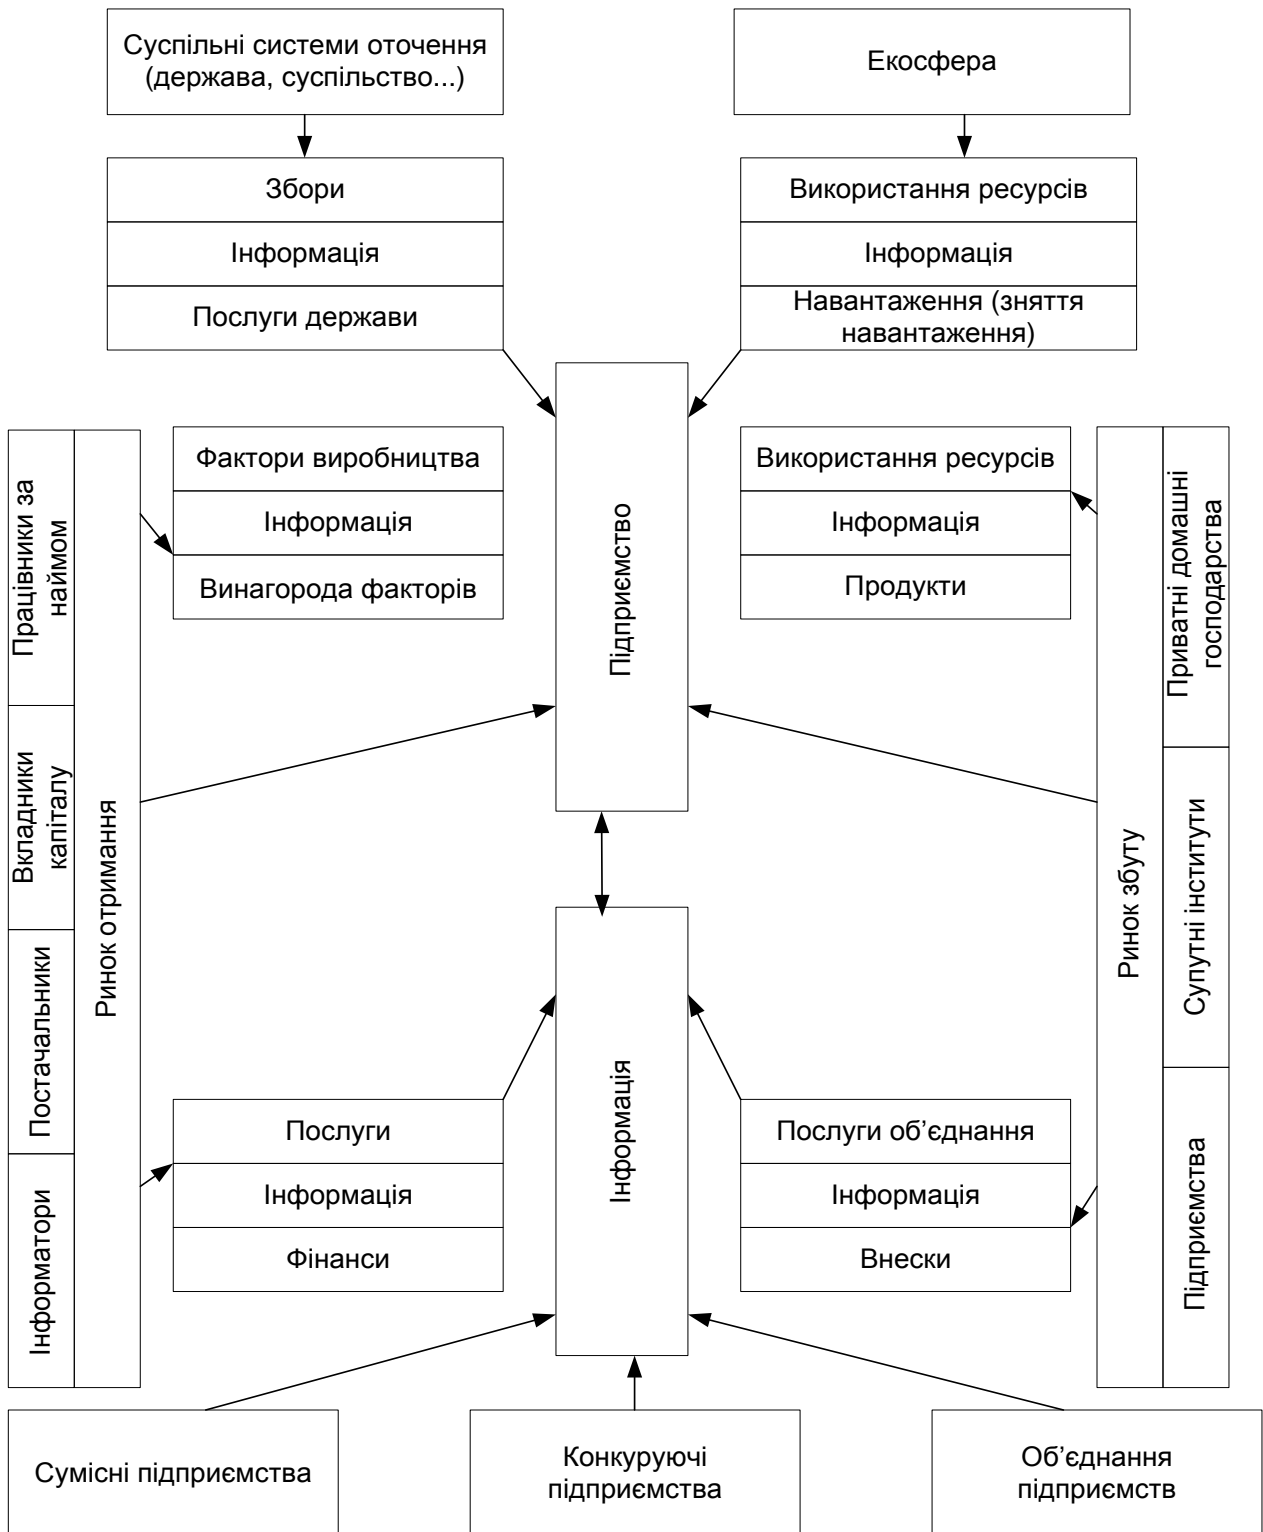 Суспільні системи оточення
(держава, суспільство...)
Екосфера
Збори
Інформація
Послуги держави
Використання ресурсів
Інформація
Навантаження (зняття
навантаження)
Працівники за
наймом
Вкладники
капіталу
Постачальники
Інформатори
Ринок отримання
Фактори виробництва
Інформація
Винагорода факторів
Підприємство
Використання ресурсів
Інформація
Продукти
Ринок збуту
Приватні домашні
господарства
Супутні інститути
Підприємства
Послуги
Інформація
Фінанси
Інформація
Послуги об’єднання
Інформація
Внески
Сумісні підприємства
Конкуруючі
підприємства
Об’єднання
підприємств